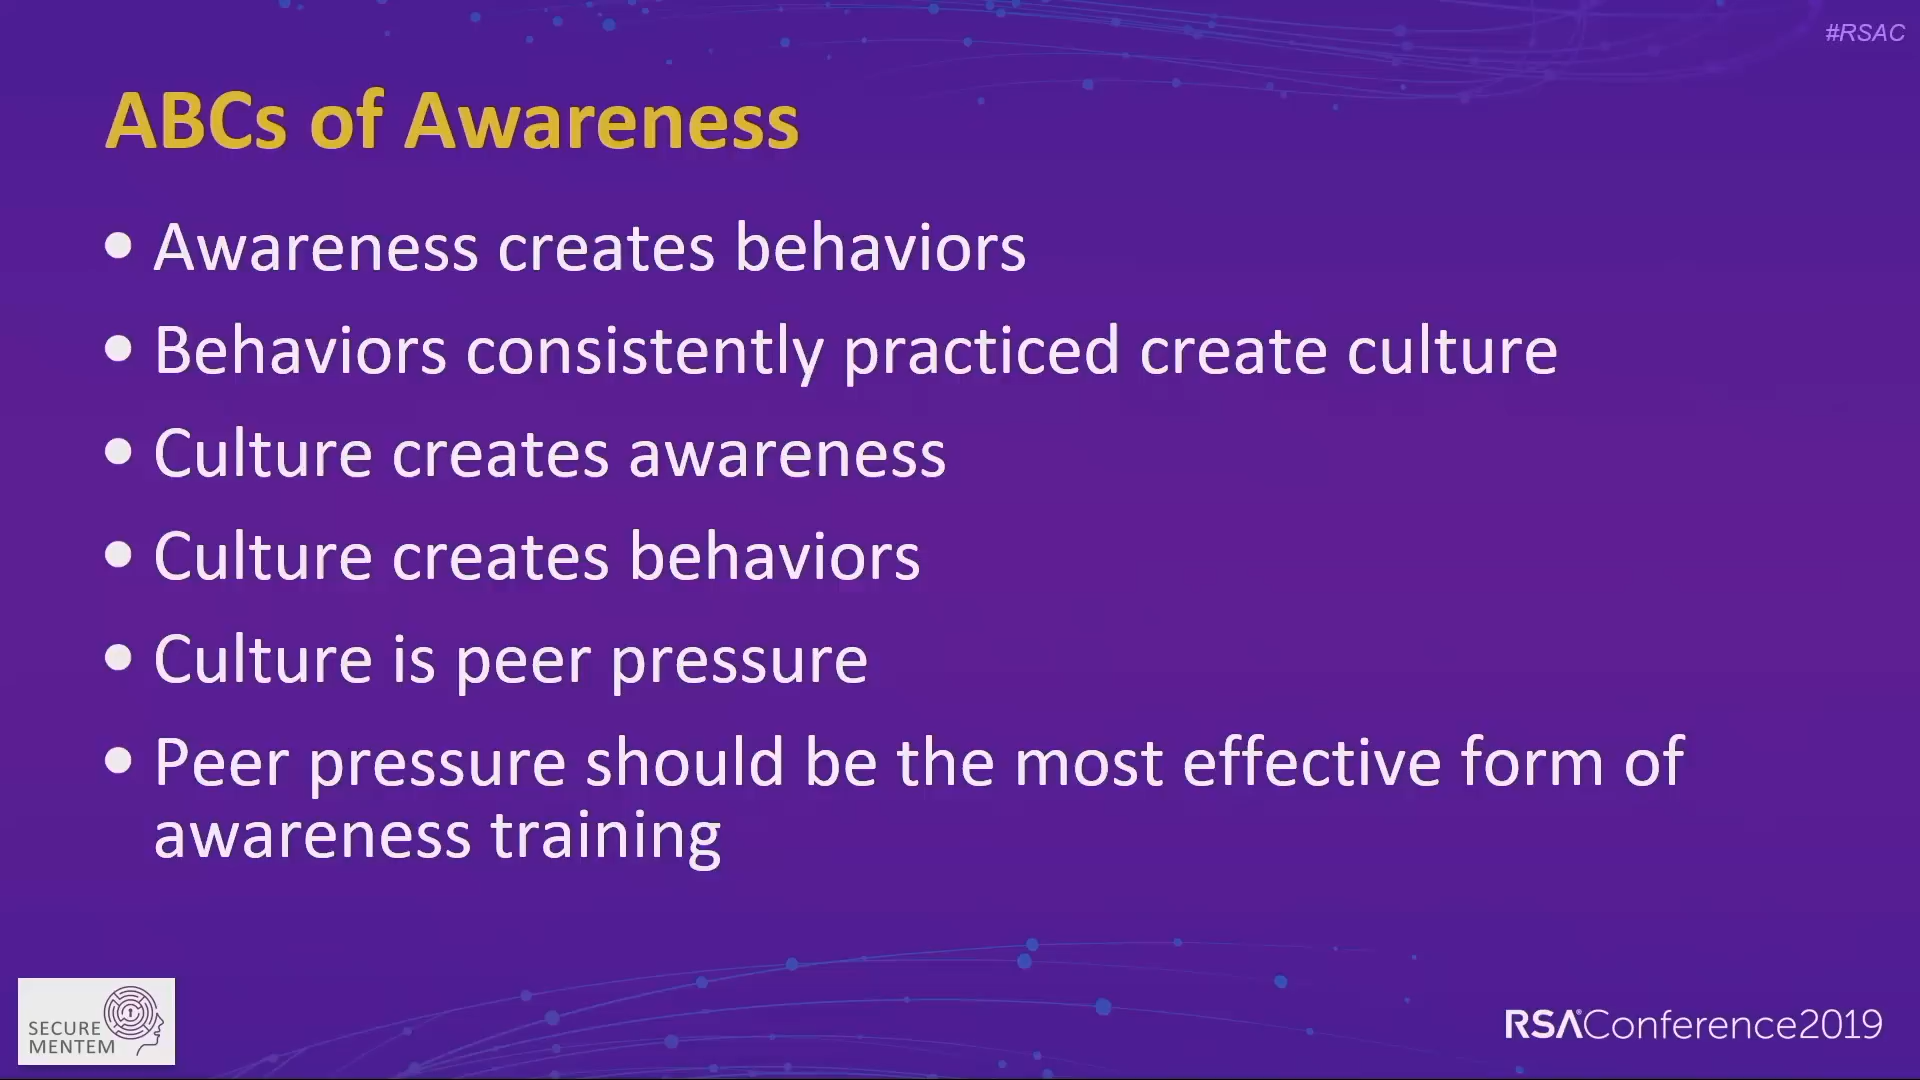 #RSAC
ABCs of Awareness
• Awareness creates behaviors
• Behaviors consistently practiced create culture
• Culture creates awareness
• Culture creates behaviors
• Culture is peer pressure
• Peer pressure should be the most effective form of
awareness training
SECURE
MENTEM
RSAConference2019